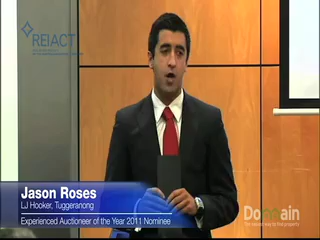 REIACT
Jason Roses
LJ Hooker, Tuggeranong
Experienced Auctioneer of the Year 2011 Nominee
Domain